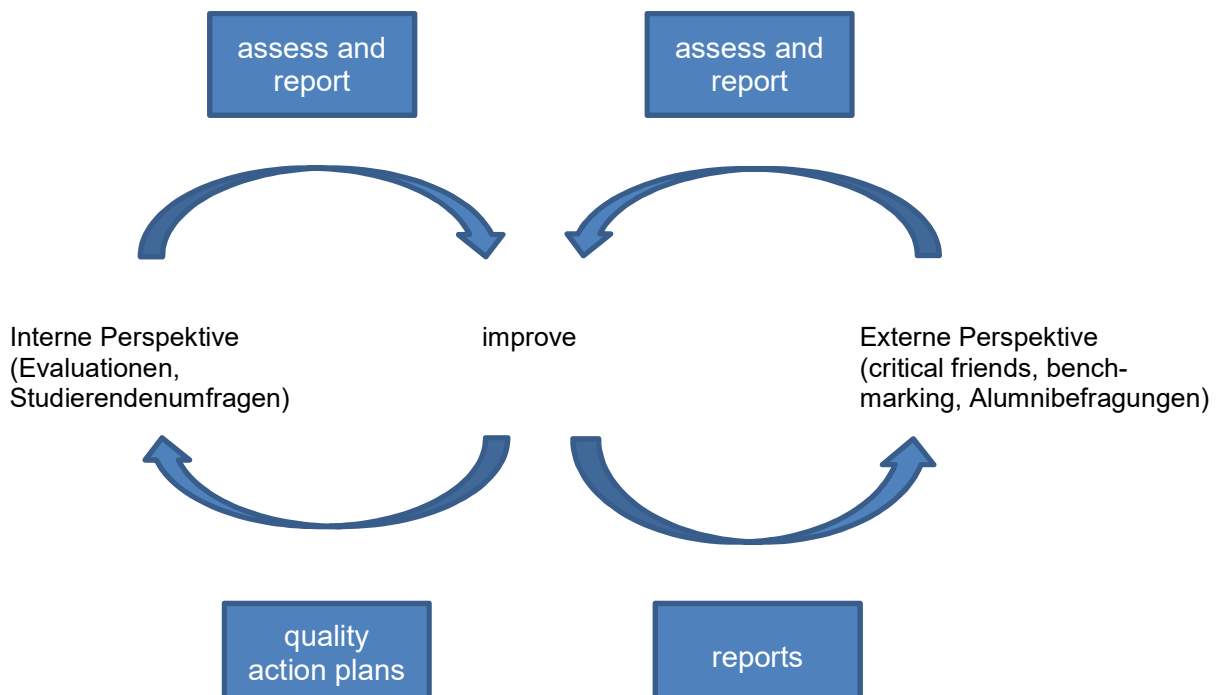 assess and
report
assess and
report
Interne Perspektive
(Evaluationen,
Studierendenumfragen)
improve
Externe Perspektive
(critical friends, bench-
marking, Alumnibefragungen)
quality
action plans
reports